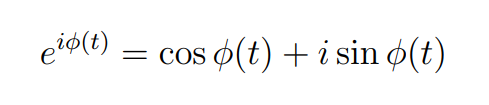 e^{iϕ(t)} = cos ϕ(t) + i sin ϕ(t)